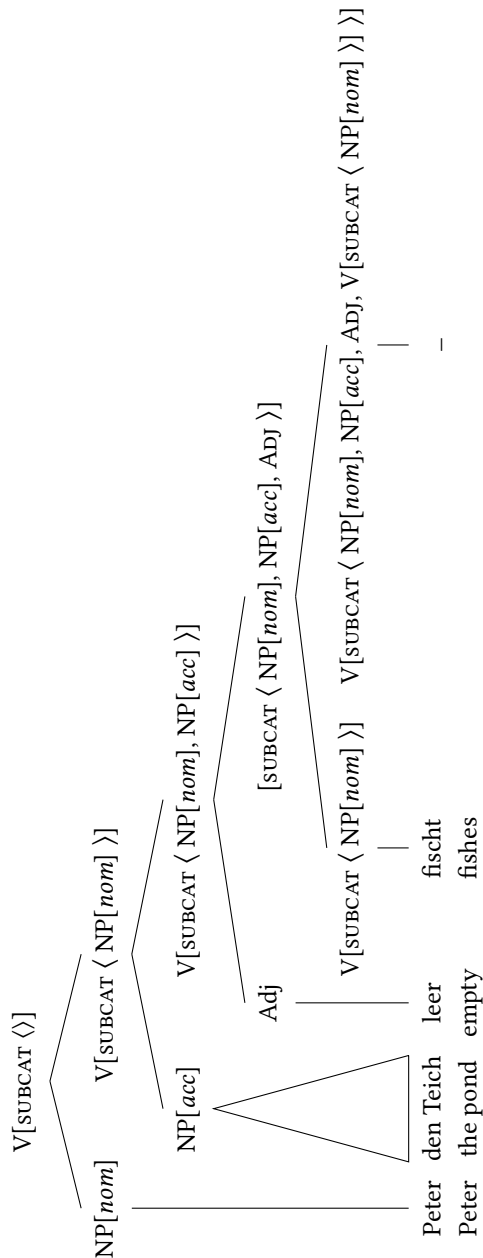 V[SUBCAT ⟨⟩]
NP[nom] V[SUBCAT ⟨ NP[nom] ⟩]
NP[acc] V[SUBCAT ⟨ NP[nom], NP[acc] ⟩]
Adj [SUBCAT ⟨ NP[nom], NP[acc], ADJ ⟩]
V[SUBCAT ⟨ NP[nom] ⟩] V[SUBCAT ⟨ NP[nom], NP[acc], ADJ, V[SUBCAT ⟨ NP[nom] ⟩] ⟩]
Peter den Teich leer fischt –
Peter the pond empty fishes